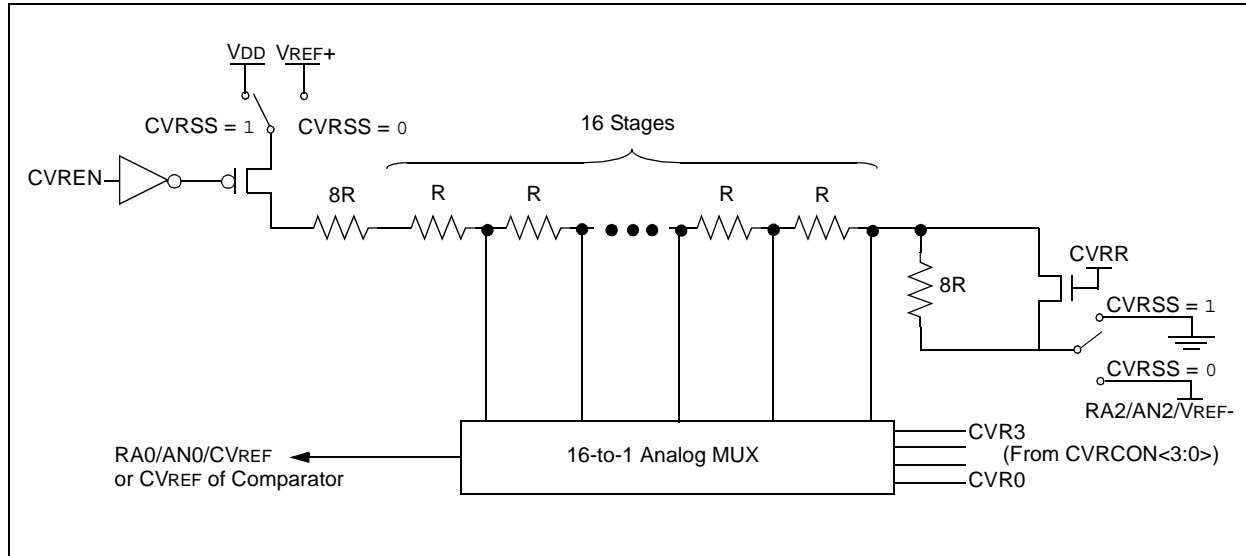 VDD VREF+
CVRSS = 1 CVRSS = 0
16 Stages
CVREN
8R R R R R
CVRR
8R
CVRSS = 1
CVRSS = 0
RA2/AN2/VREF-
16-to-1 Analog MUX
CVR3
(From CVRCON<3:0>)
CVR0
RA0/AN0/CVREF
or CVREF of Comparator